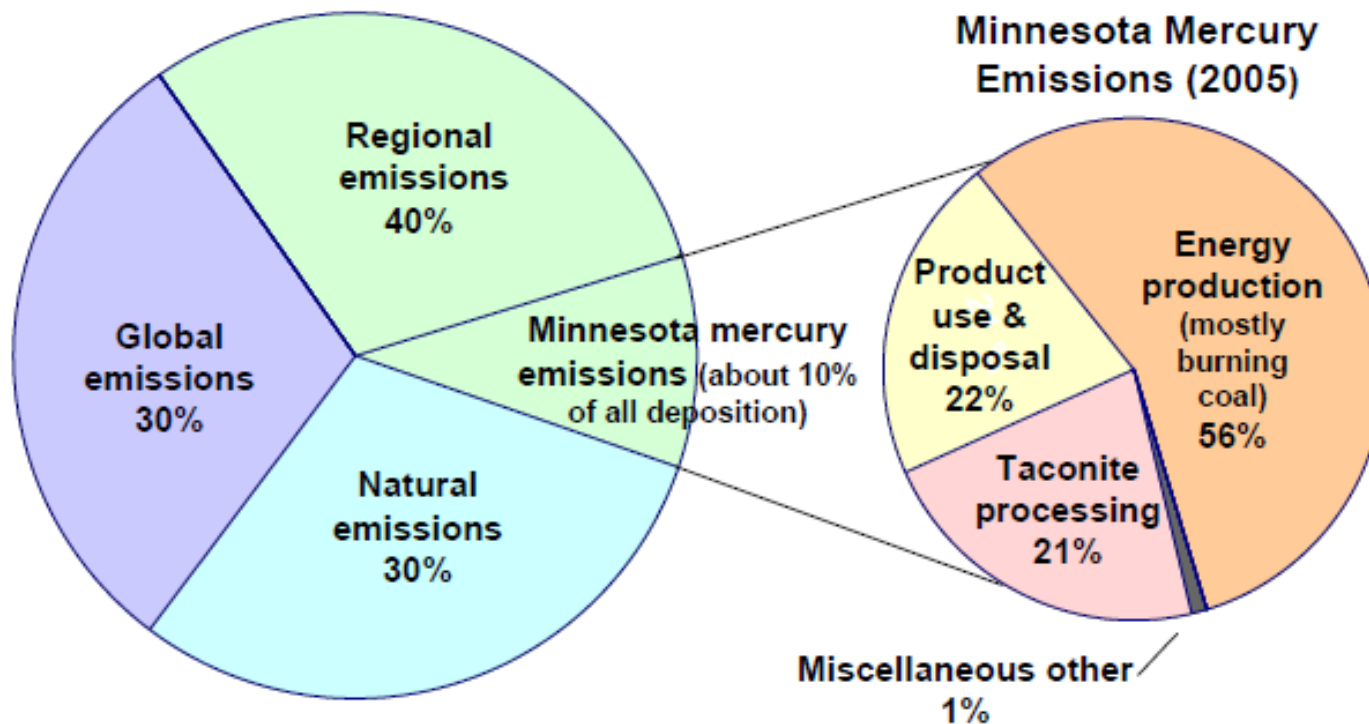 Regional
emissions
40%
Global
emissions
30%
Minnesota mercury
emissions (about 10%
of all deposition)
Natural
emissions
30%
Minnesota Mercury
Emissions (2005)
Energy
production
(mostly
burning
coal)
56%
Product
use &
disposal
22%
Taconite
processing
21%
Miscellaneous other
1%